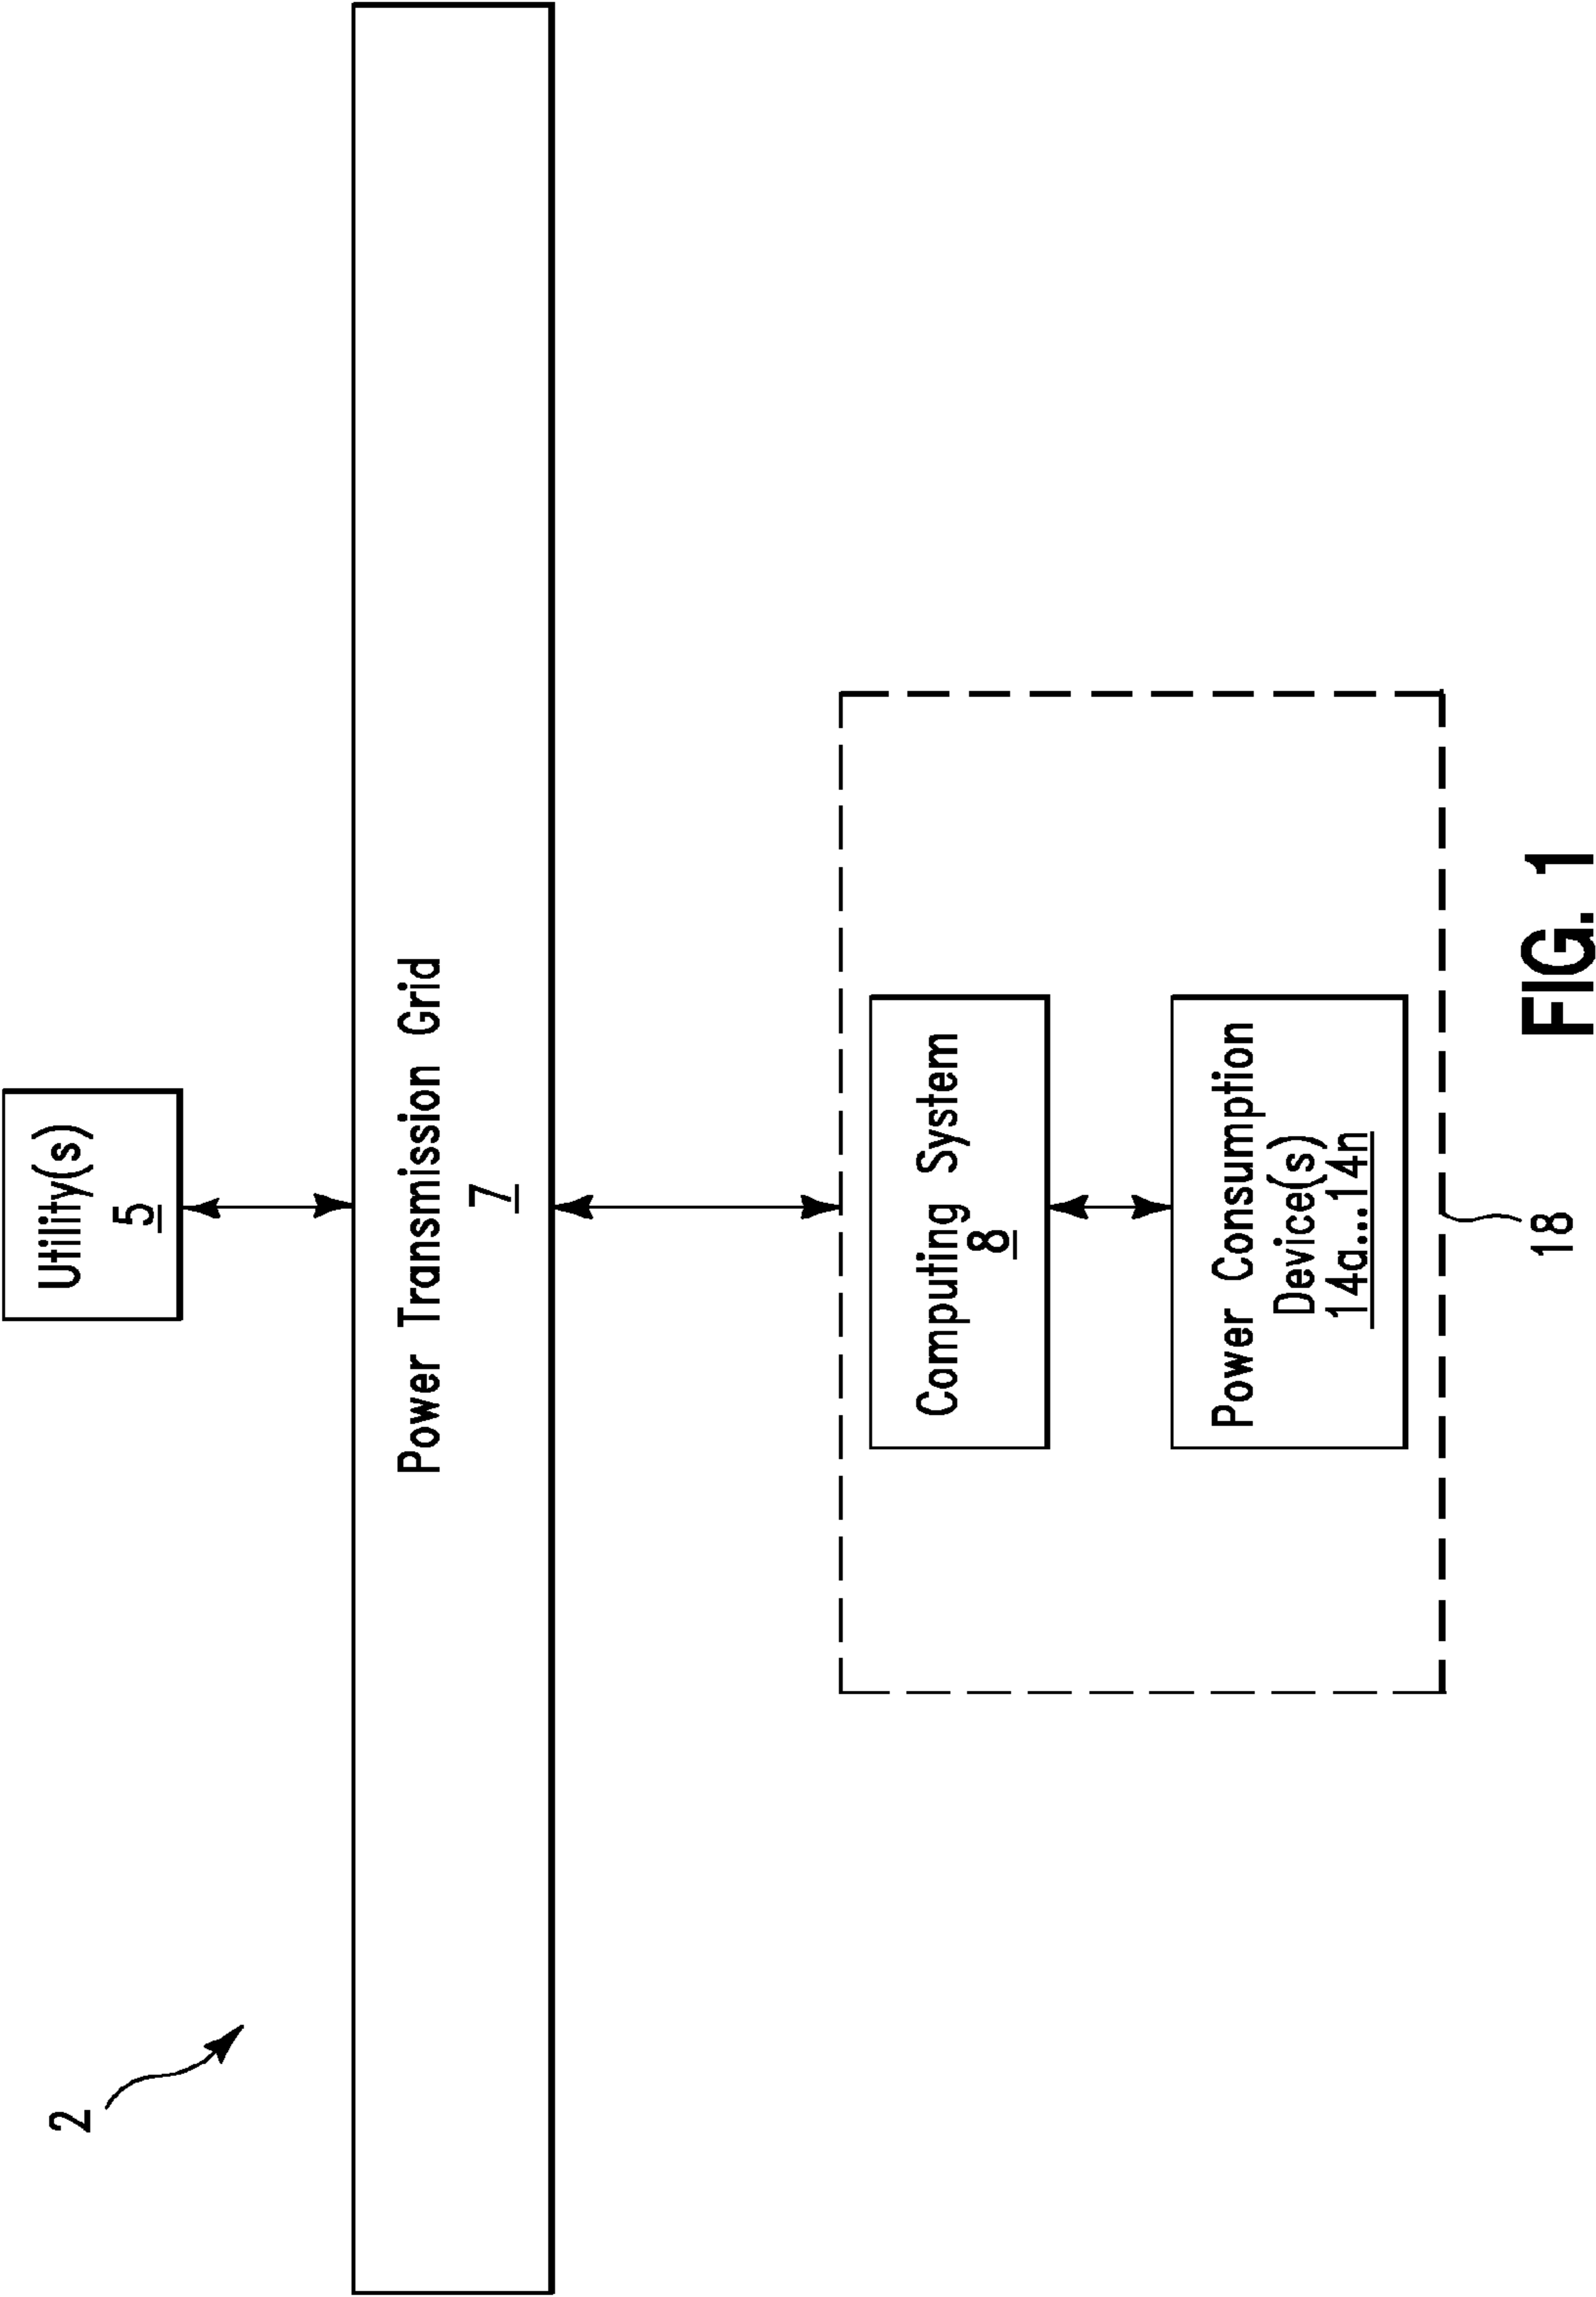 2
Utility(s)
5
Power Transmission Grid
7
Computing System
8
Power Consumption
Device(s)
14a...14n
18
FIG. 1